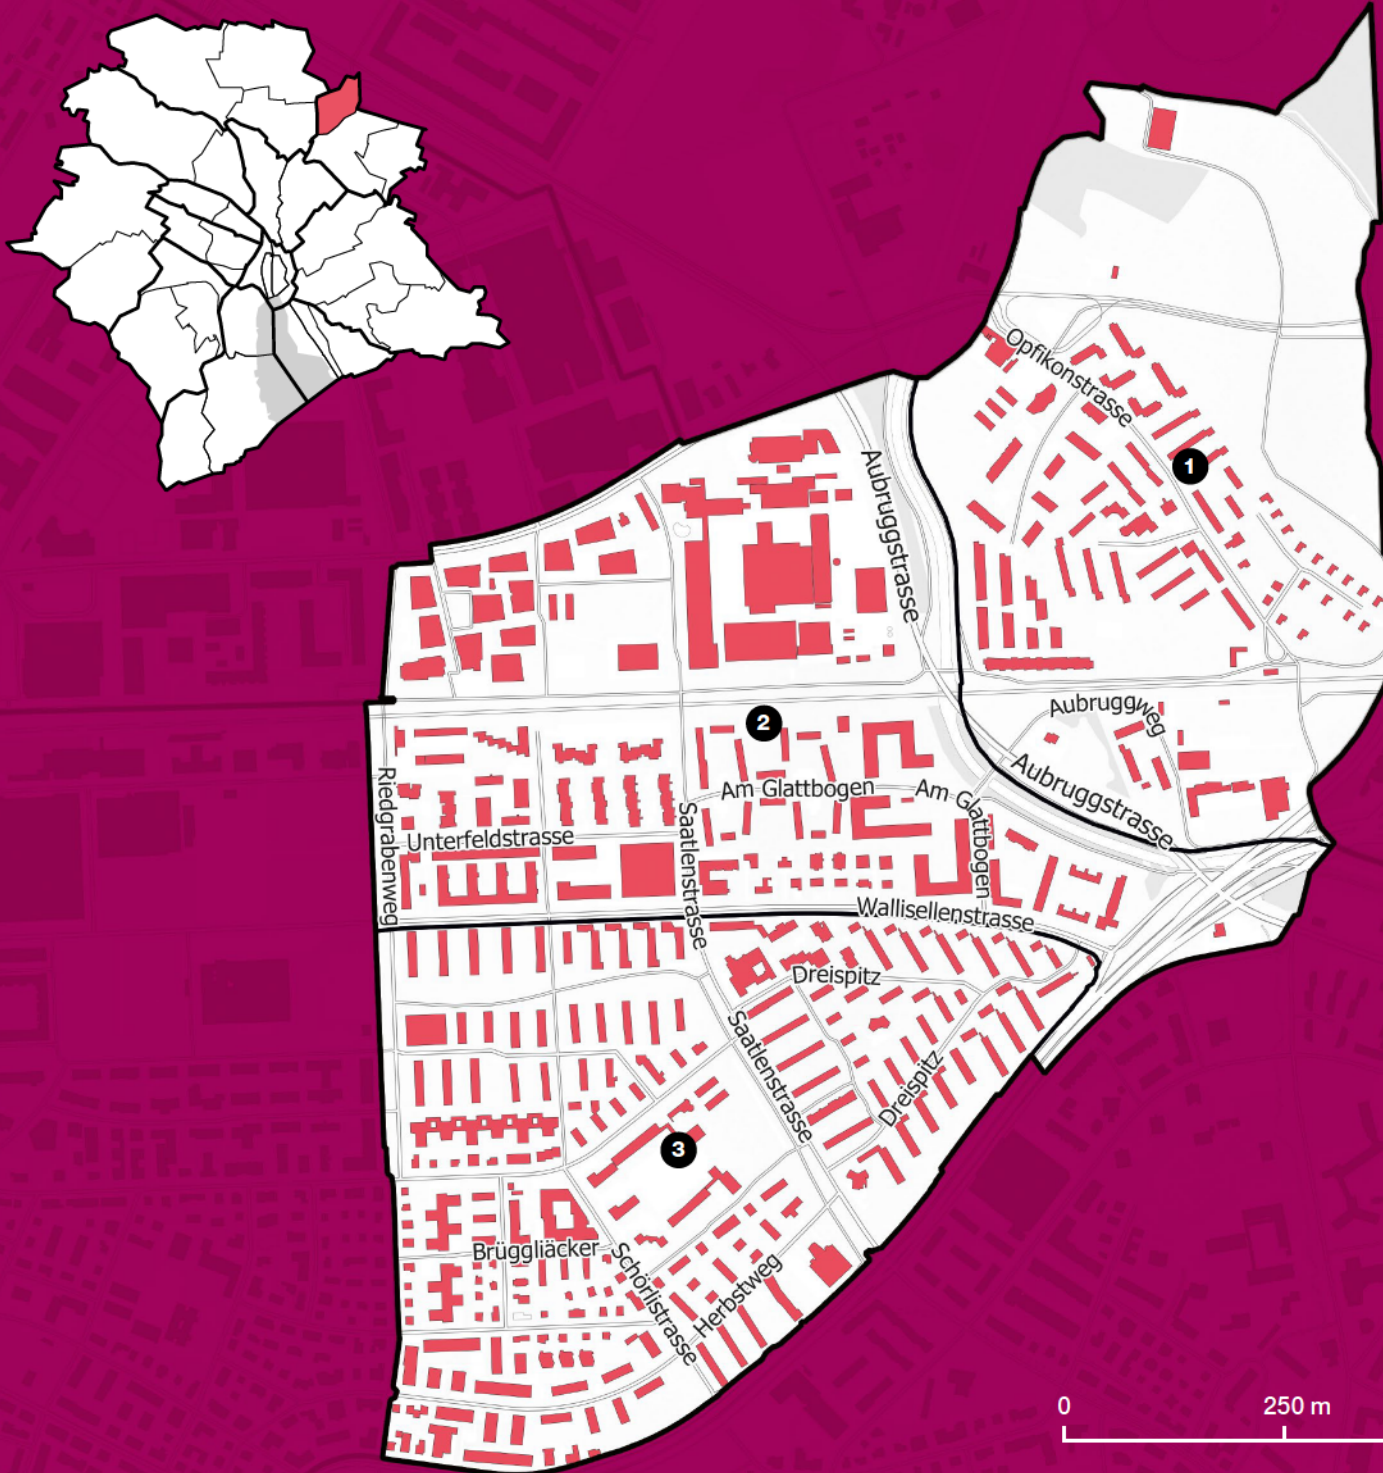 Opfikonstrasse
1
Aubruggstrasse
Aubruggweg
2
Riedgrabenweg
Am Glattbogen
Am Glattbogen
Aubruggstrasse
Unterfeldstrasse
Saatlenstrasse
Wallisellenstrasse
Dreispitz
Saatlenstrasse
Dreispitz
3
Brüggliäcker
Schörlistrasse
Herbstweg
0
250 m